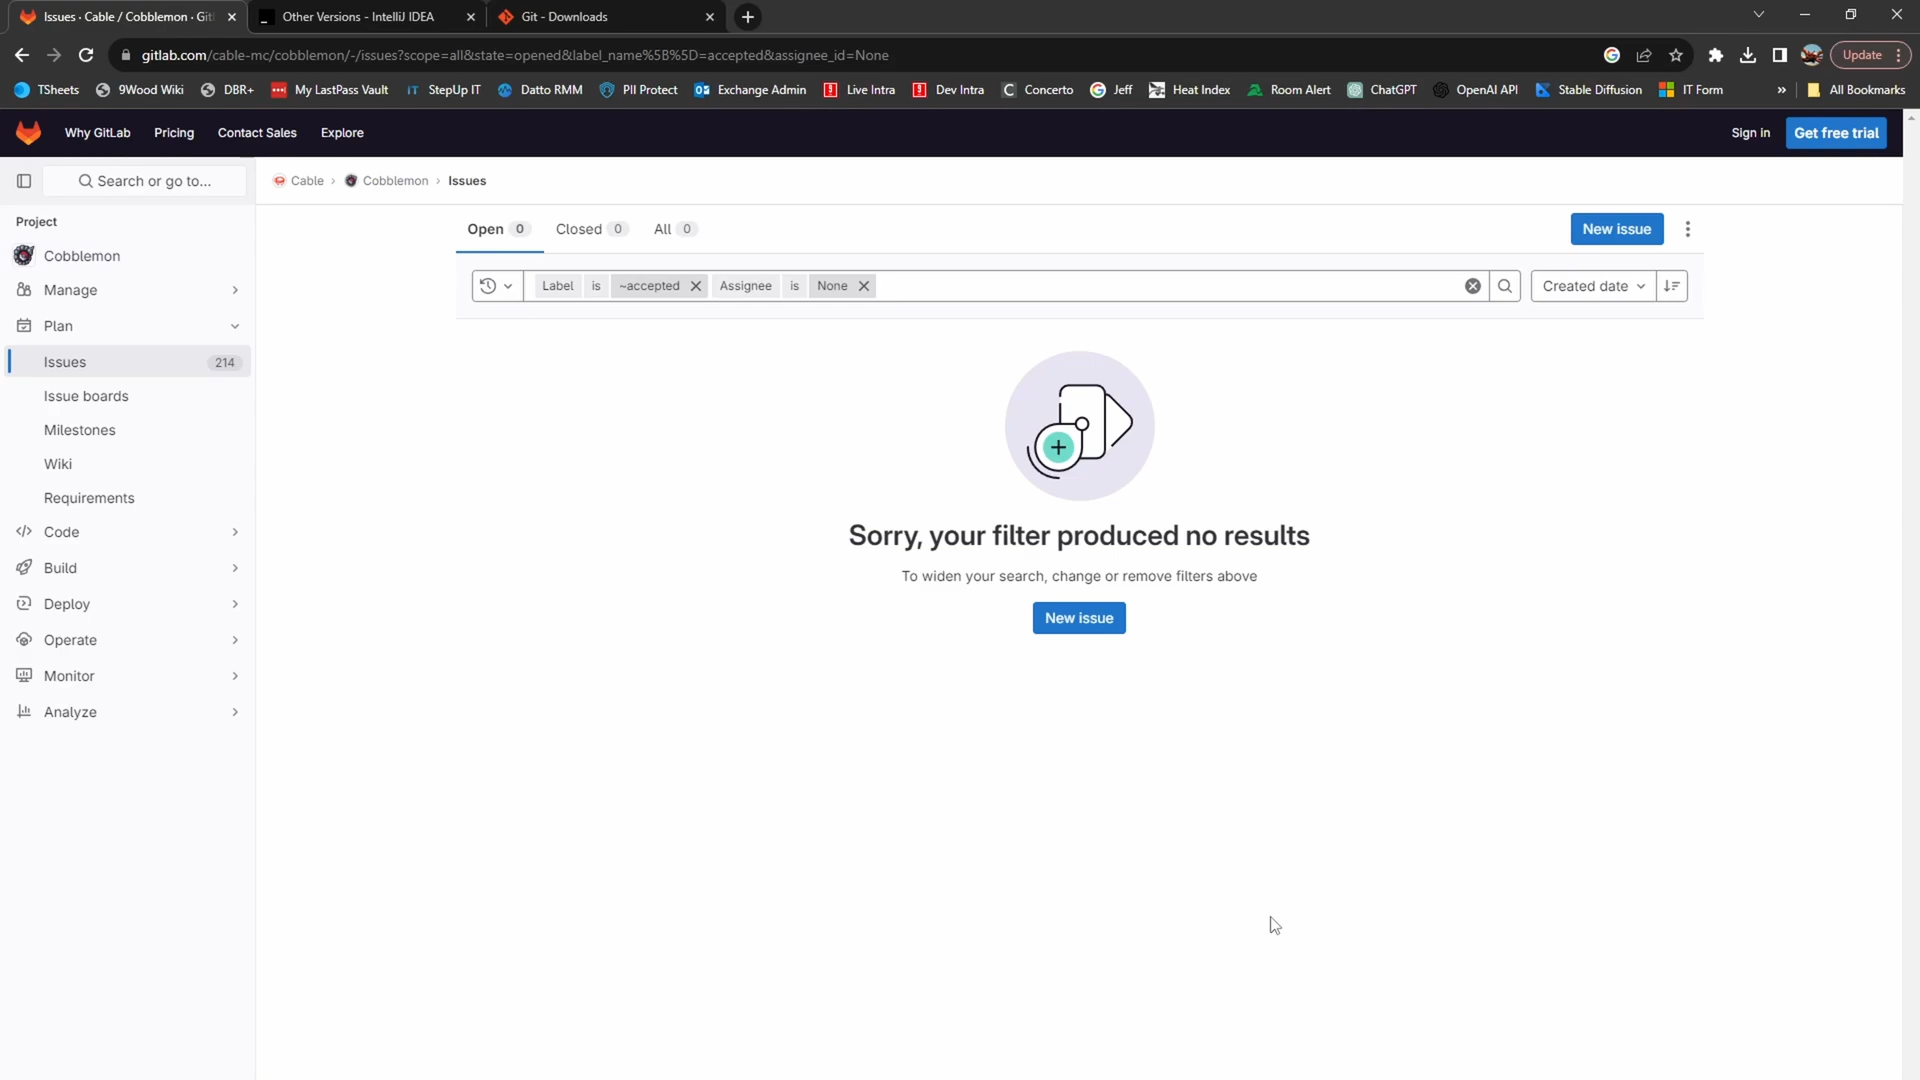 Issues · Cable / Cobblemon · Git
Other Versions - IntelliJ IDEA
Git - Downloads
gitlab.com/cable-mc/cobblemon/-/issues?scope=all&state=opened&label_name%5B%5D=accepted&assignee_id=None
Update
TSheets
9Wood Wiki
DBR+
My LastPass Vault
StepUp IT
Datto RMM
PII Protect
Exchange Admin
Live Intra
Dev Intra
Concerto
Jeff
Heat Index
Room Alert
ChatGPT
OpenAI API
Stable Diffusion
IT Form
»
All Bookmarks
Why GitLab
Pricing
Contact Sales
Explore
Sign in
Get free trial
Search or go to...
Cable › Cobblemon › Issues
Project
Cobblemon
Manage
Plan
Issues 214
Issue boards
Milestones
Wiki
Requirements
Code
Build
Deploy
Operate
Monitor
Analyze
Open 0
Closed 0
All 0
New issue
Label is ~accepted Assignee is None
Created date
Sorry, your filter produced no results
To widen your search, change or remove filters above
New issue